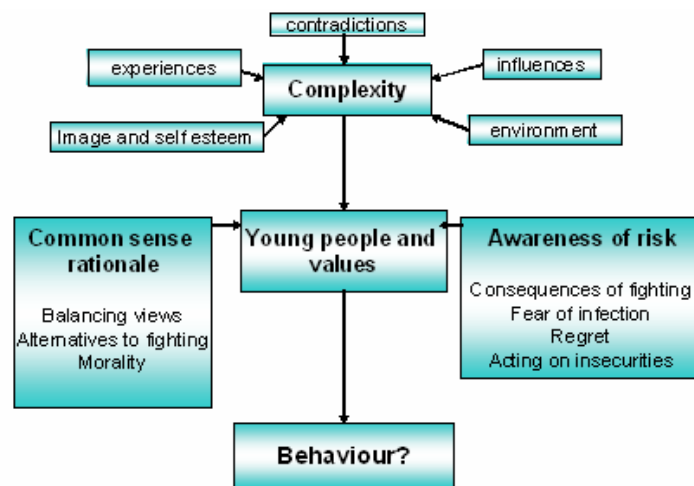 contradictions
experiences
influences
Complexity
Image and self esteem
environment
Common sense
rationale
Balancing views
Alternatives to fighting
Morality
Young people and
values
Awareness of risk
Consequences of fighting
Fear of infection
Regret
Acting on insecurities
Behaviour?